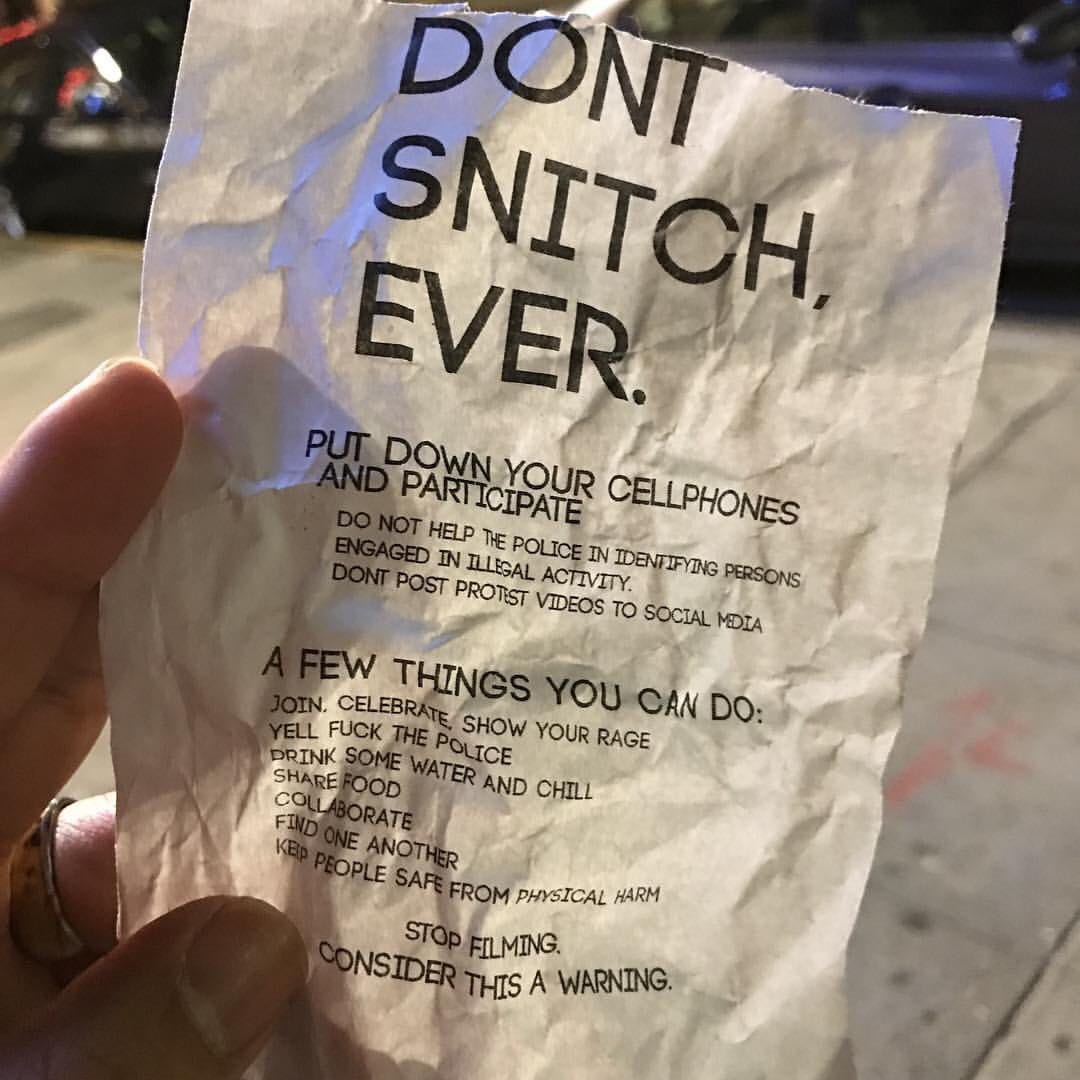 DONT
SNITCH,
EVER.
PUT DOWN YOUR CELLPHONES
AND PARTICIPATE
DO NOT HELP THE POLICE IN IDENTIFYING PERSONS
ENGAGED IN ILLEGAL ACTIVITY.
DONT POST PROTEST VIDEOS TO SOCIAL MEDIA
A FEW THINGS YOU CAN DO:
JOIN, CELEBRATE, SHOW YOUR RAGE
YELL FUCK THE POLICE
DRINK SOME WATER AND CHILL
SHARE FOOD
COLLABORATE
FIND ONE ANOTHER
KEEP PEOPLE SAFE FROM PHYSICAL HARM
STOP FILMING.
CONSIDER THIS A WARNING.